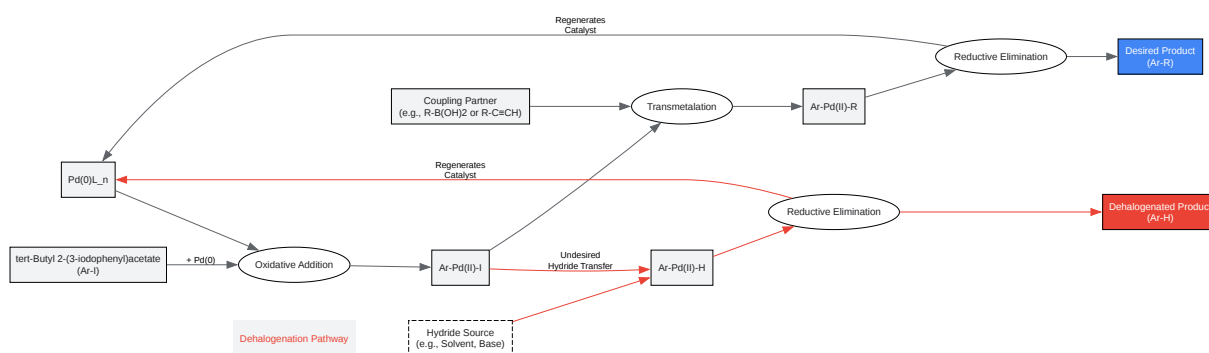 Regenerates
Catalyst
Reductive Elimination
Desired Product
(Ar-R)
Coupling Partner
(e.g., R-B(OH)2 or R-C≡CH)
Transmetalation
Ar-Pd(II)-R
Pd(0)L_n
Regenerates
Catalyst
Reductive Elimination
Dehalogenated Product
(Ar-H)
tert-Butyl 2-(3-iodophenyl)acetate
(Ar-I)
+ Pd(0)
Oxidative Addition
Ar-Pd(II)-I
Undesired
Hydride Transfer
Ar-Pd(II)-H
Dehalogenation Pathway
Hydride Source
(e.g., Solvent, Base)